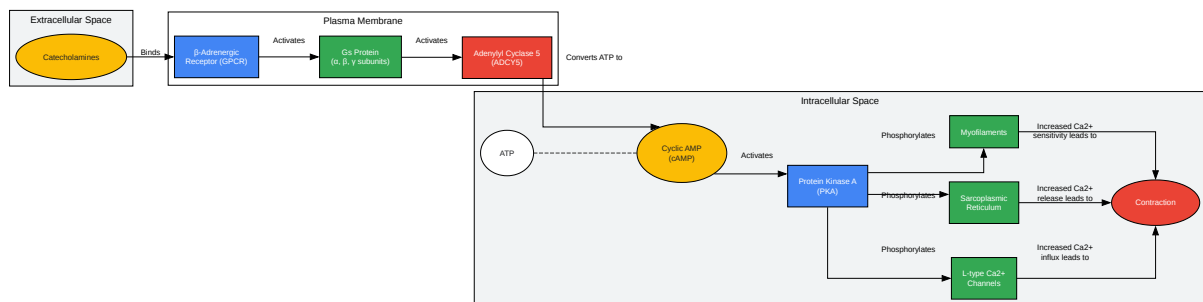 Extracellular Space
Catecholamines
Binds
Plasma Membrane
β-Adrenergic
Receptor (GPCR)
Activates
Gs Protein
(α, β, γ subunits)
Activates
Adenylyl Cyclase 5
(ADCY5)
Converts ATP to
Intracellular Space
ATP
Cyclic AMP
(cAMP)
Activates
Protein Kinase A
(PKA)
Phosphorylates
Myofilaments
Increased Ca2+
sensitivity leads to
Phosphorylates
Sarcoplasmic
Reticulum
Increased Ca2+
release leads to
Contraction
Phosphorylates
L-type Ca2+
Channels
Increased Ca2+
influx leads to